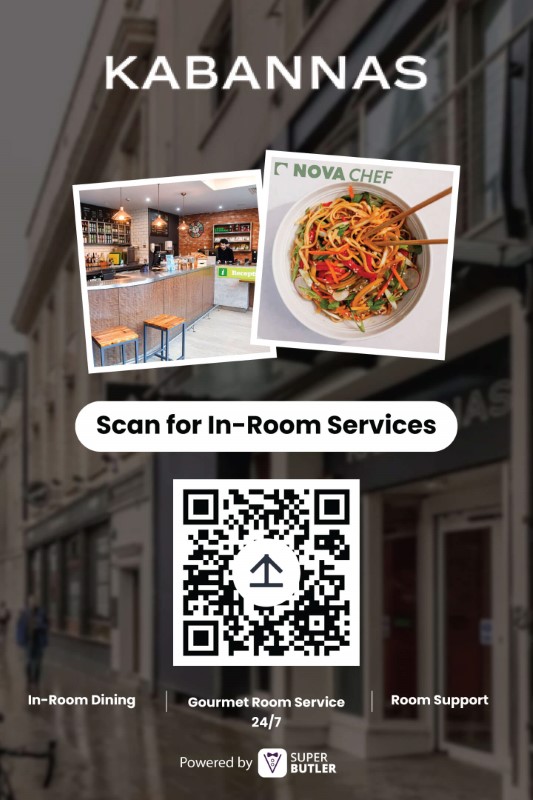 KABANNAS
NOVA CHEF
i Recept
Scan for In-Room Services
In-Room Dining
Gourmet Room Service
24/7
Room Support
Powered by SUPER
BUTLER